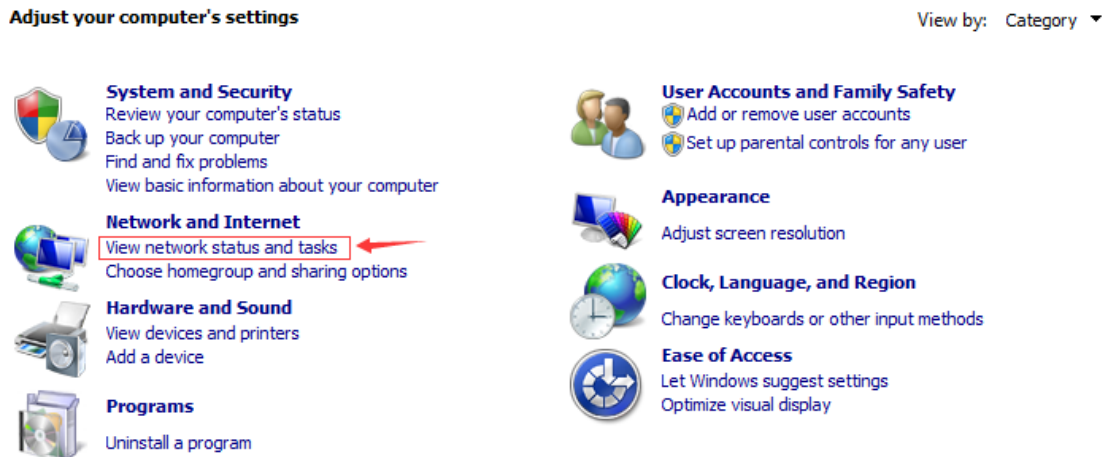 Adjust your computer's settings
View by: Category
System and Security
Review your computer's status
Back up your computer
Find and fix problems
View basic information about your computer
Network and Internet
View network status and tasks
Choose homegroup and sharing options
Hardware and Sound
View devices and printers
Add a device
Programs
Uninstall a program
User Accounts and Family Safety
Add or remove user accounts
Set up parental controls for any user
Appearance
Adjust screen resolution
Clock, Language, and Region
Change keyboards or other input methods
Ease of Access
Let Windows suggest settings
Optimize visual display